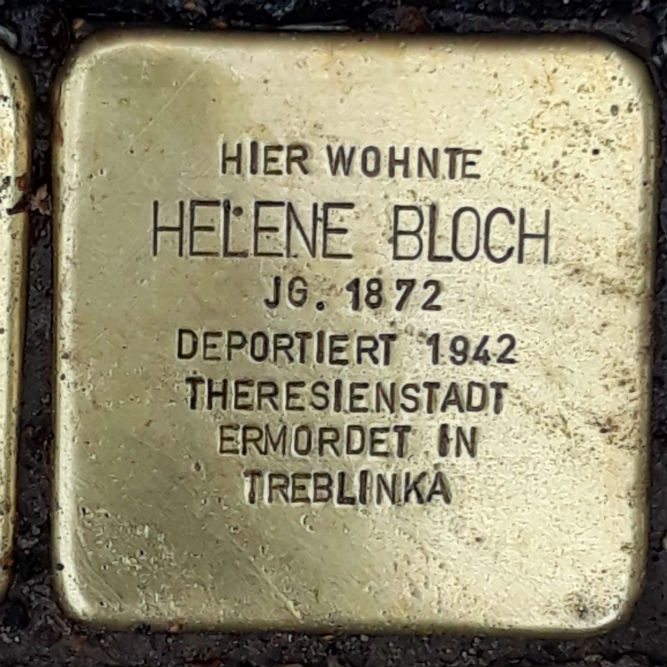 HIER WOHNTE
HELENE BLOCH
JG. 1872
DEPORTIERT 1942
THERESIENSTADT
ERMORDET IN
TREBLINKA